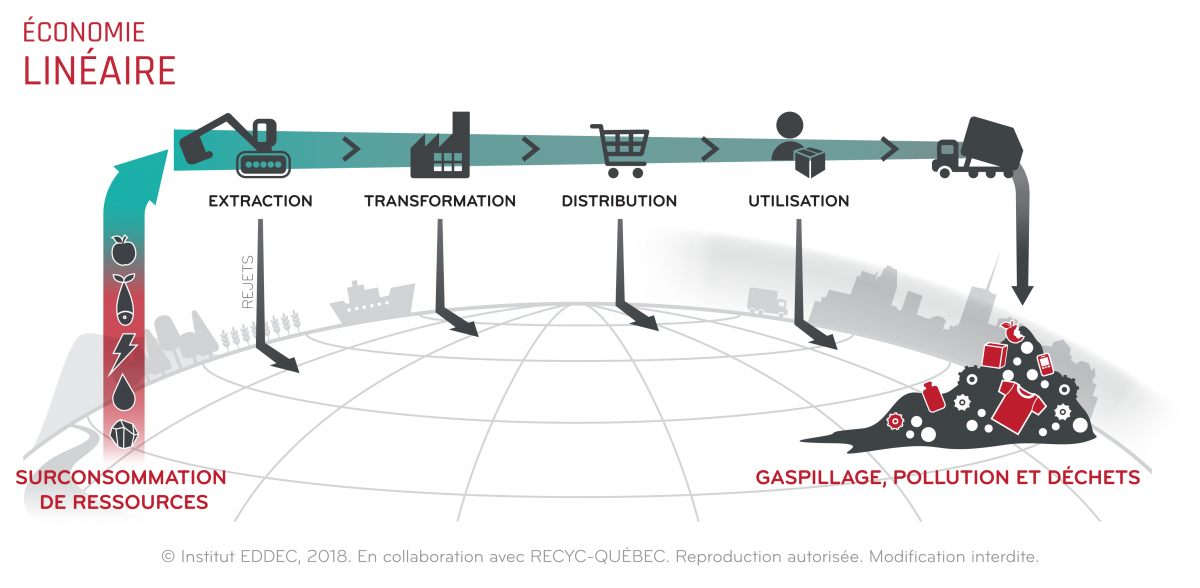 ÉCONOMIE
LINÉAIRE
EXTRACTION
TRANSFORMATION
DISTRIBUTION
UTILISATION
REJETS
SURCONSOMMATION
DE RESSOURCES
GASPILLAGE, POLLUTION ET DÉCHETS
© Institut EDDEC, 2018. En collaboration avec RECYC-QUÉBEC. Reproduction autorisée. Modification interdite.